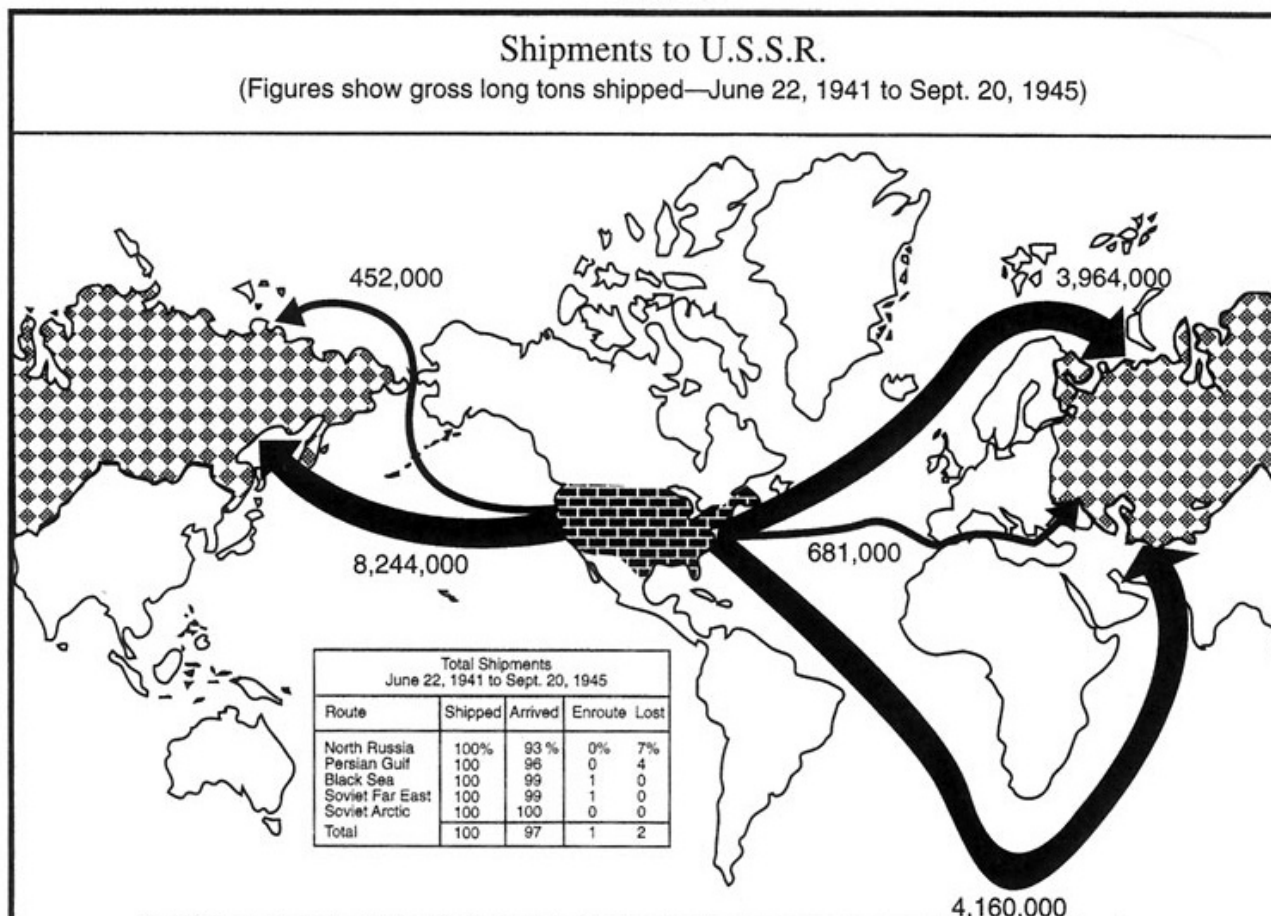 Shipments to U.S.S.R.
(Figures show gross long tons shipped—June 22, 1941 to Sept. 20, 1945)
452,000
3,964,000
8,244,000
681,000
Total Shipments
June 22, 1941 to Sept. 20, 1945
Route Shipped Arrived Enroute Lost
North Russia 100% 93 % 0% 7%
Persian Gulf 100 96 0 4
Black Sea 100 99 1 0
Soviet Far East 100 99 1 0
Soviet Arctic 100 100 0 0
Total 100 97 1 2
4,160,000